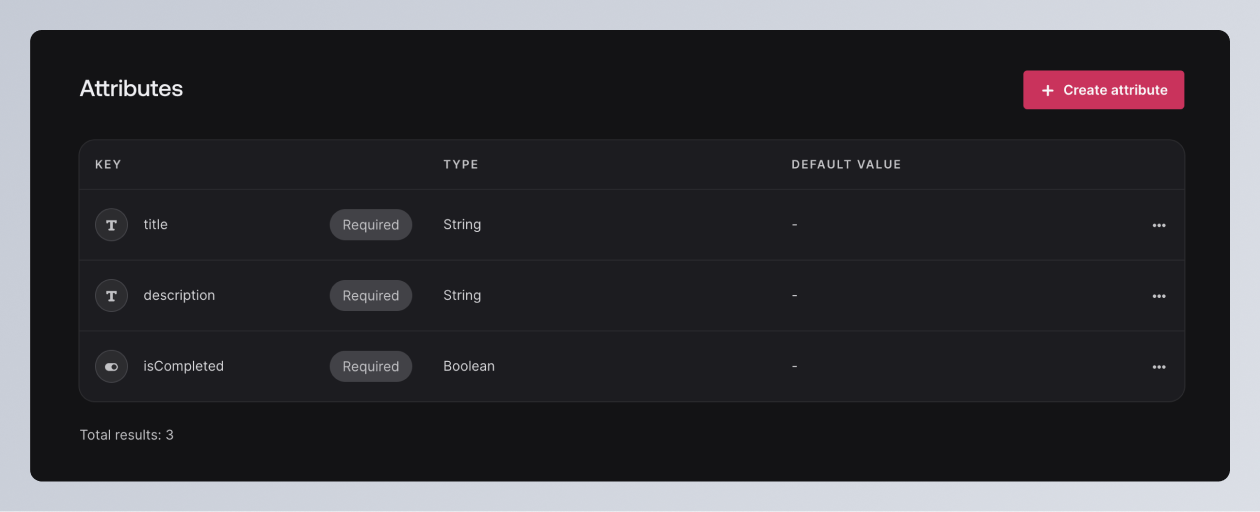 Attributes
+ Create attribute
KEY TYPE DEFAULT VALUE
title Required String -
description Required String -
isCompleted Required Boolean -
Total results: 3